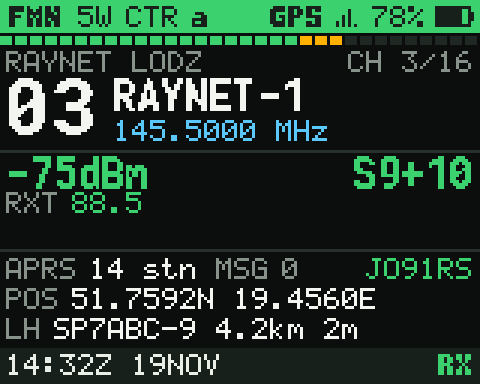 FMN 5W CTR a GPS 78%
RAYNET LODZ CH 3/16
03 RAYNET-1
145.5000 MHz
-75dBm S9+10
RXT 88.5
APRS 14 stn MSG 0 JO91RS
POS 51.7592N 19.4560E
LH SP7ABC-9 4.2km 2m
14:32Z 19NOV RX